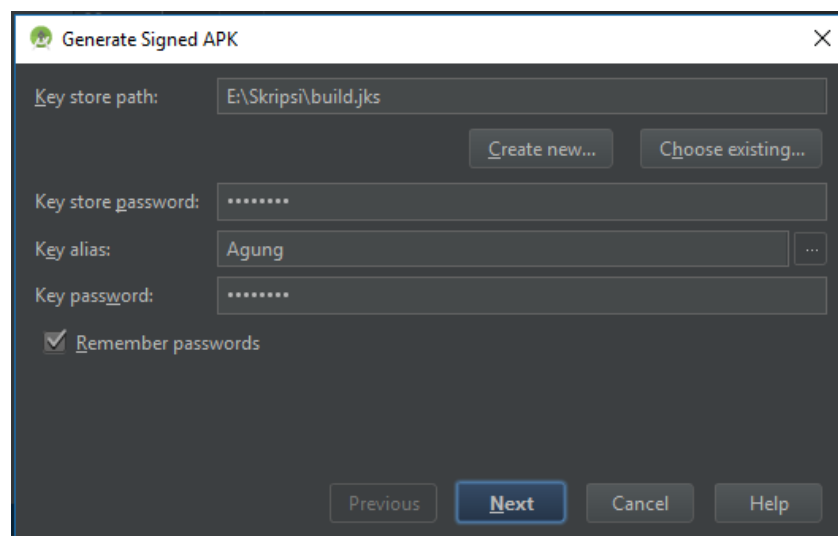 Generate Signed APK
Key store path: E:\Skripsi\build.jks
Create new... Choose existing...
Key store password: ••••••••
Key alias: Agung ...
Key password: ••••••••
Remember passwords
Previous Next Cancel Help